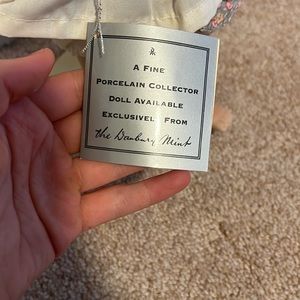 A Fine
Porcelain Collector
Doll Available
Exclusively From
the Danbury Mint